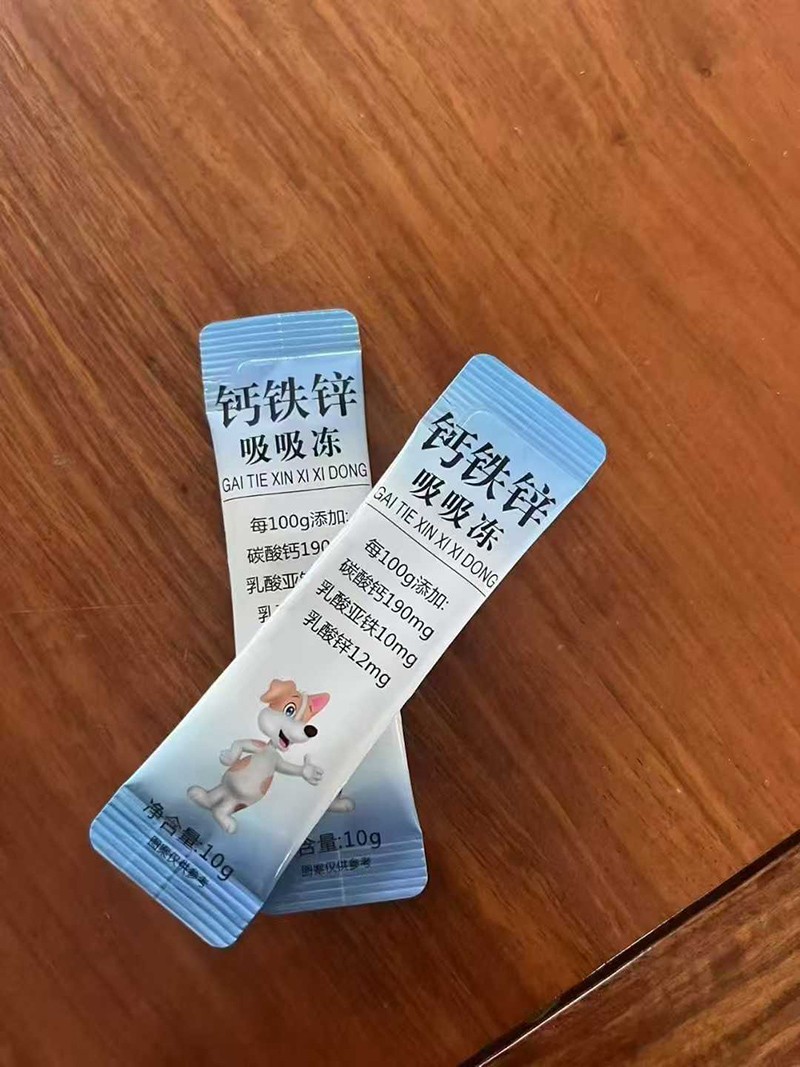 钙铁锌
吸吸冻
GAI TIE XIN XI XI DONG
每100g添加:
碳酸钙190
乳酸亚
乳
含量:10g
图案仅供参考
钙铁锌
吸吸冻
GAI TIE XIN XI XI DONG
每100g添加:
碳酸钙190mg
乳酸亚铁10mg
乳酸锌12mg
净含量:10g
图案仅供参考